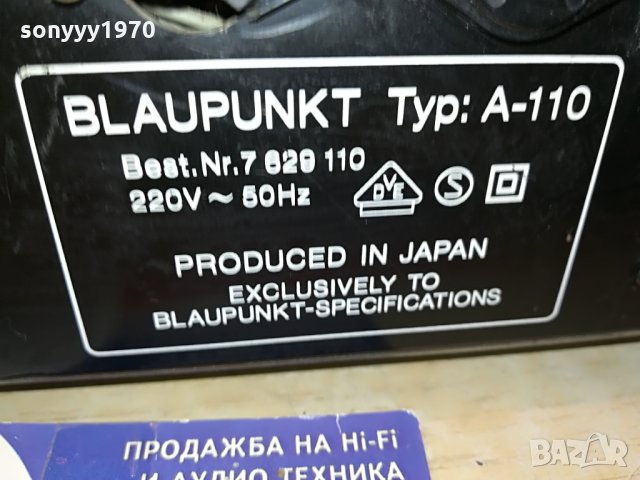 sonyyy1970
BLAUPUNKT Typ: A-110
Best.Nr.7 629 110
220V ~ 50Hz
DVE S
PRODUCED IN JAPAN
EXCLUSIVELY TO
BLAUPUNKT-SPECIFICATIONS
ПРОДАЖБА НА Hi-Fi
И АУДИО ТЕХНИКА
bazar